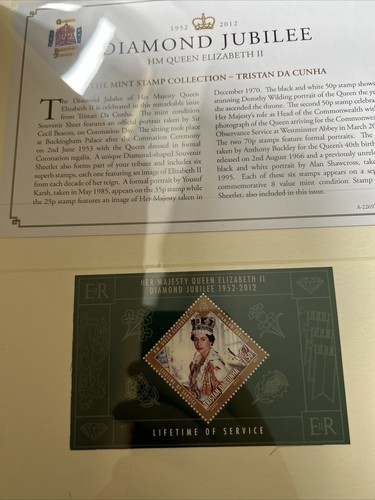 1952 2012
DIAMOND JUBILEE
HM QUEEN ELIZABETH II
THE MINT STAMP COLLECTION – TRISTAN DA CUNHA
The Diamond Jubilee of Her Majesty Queen
Elizabeth II is celebrated in this remarkable issue
from Tristan Da Cunha. The mint condition
Souvenir Sheet features an official portrait taken by Sir
Cecil Beaton, on Coronation Day. The sitting took place
at Buckingham Palace after the Coronation Ceremony
on 2nd June 1953 with the Queen dressed in formal
Coronation regalia. A unique Diamond-shaped Souvenir
Sheetlet also forms part of your tribute and includes six
superb stamps, each one featuring an image of Elizabeth II
from each decade of her reign. A formal portrait by Yousuf
Karsh, taken in May 1985, appears on the 35p stamp while
the 25p stamp features an image of Her Majesty taken in
December 1970. The black and white 50p stamp shows
stunning Dorothy Wilding portrait of the Queen the ye
she ascended the throne. The second 50p stamp celebra
Her Majesty's role as Head of the Commonwealth with
photograph of the Queen arriving for the Commonweal
Observance Service at Westminster Abbey in March 20
The two 70p stamps feature formal portraits. The
taken by Anthony Buckley for the Queen's 40th birth
released on 2nd August 1966 and a previously unseen
black and white portrait by Alan Shawcross, take
1995. Each of these six stamps appears on a sep
commemorative 8 value mint condition Stamp
Sheetlet, also included in this issue.
HER MAJESTY QUEEN ELIZABETH II
DIAMOND JUBILEE 1952-2012
EIIR
TRISTAN DA CUNHA
EIIR
LIFETIME OF SERVICE